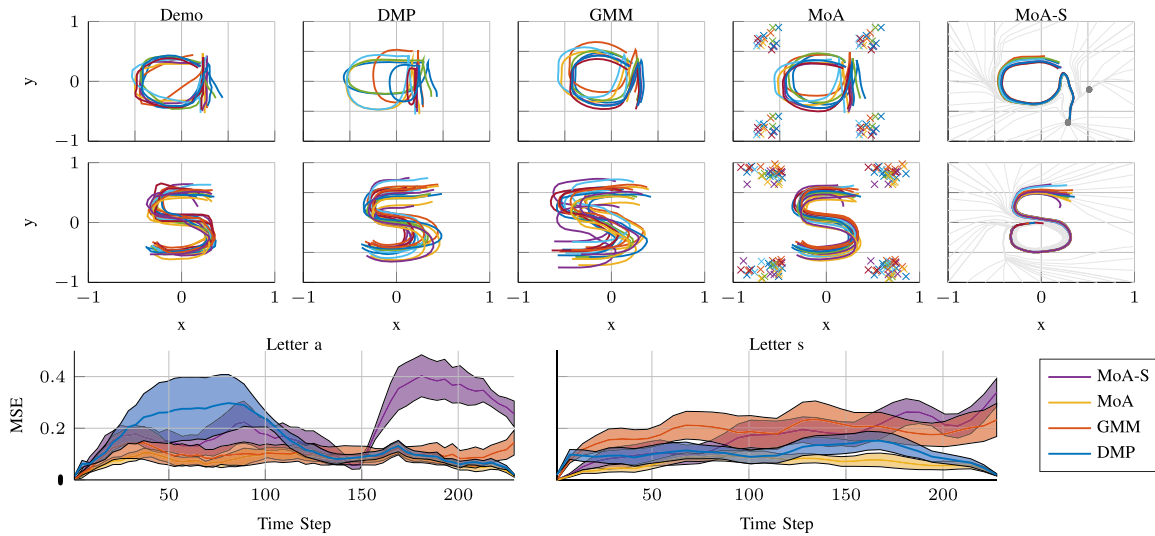 Demo DMP GMM MoA MoA-S
1
y 0
−1
1
y 0
−1
−1 0 1 −1 0 1 −1 0 1 −1 0 1 −1 0 1
x x x x x
Letter a Letter s
MSE
0.4
0.2
0
50 100 150 200 50 100 150 200
Time Step Time Step
MoA-S
MoA
GMM
DMP